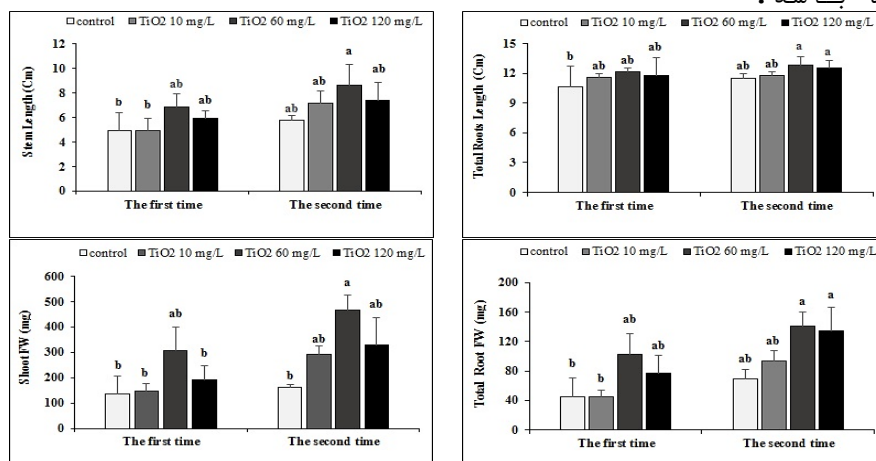 control TiO2 10 mg/L TiO2 60 mg/L TiO2 120 mg/L
Stem Length (Cm)
12
10
8
6
4
2
0
b b ab ab
ab ab a ab
The first time The second time
control TiO2 10 mg/L TiO2 60 mg/L TiO2 120 mg/L
Total Roots Length (Cm)
15
12
9
6
3
0
b ab ab ab
ab ab a a
The first time The second time
control TiO2 10 mg/L TiO2 60 mg/L TiO2 120 mg/L
Shoot FW (mg)
600
500
400
300
200
100
0
b b ab b
b ab a ab
The first time The second time
control TiO2 10 mg/L TiO2 60 mg/L TiO2 120 mg/L
Total Root FW (mg)
200
160
120
80
40
0
b b ab ab
ab ab a a
The first time The second time